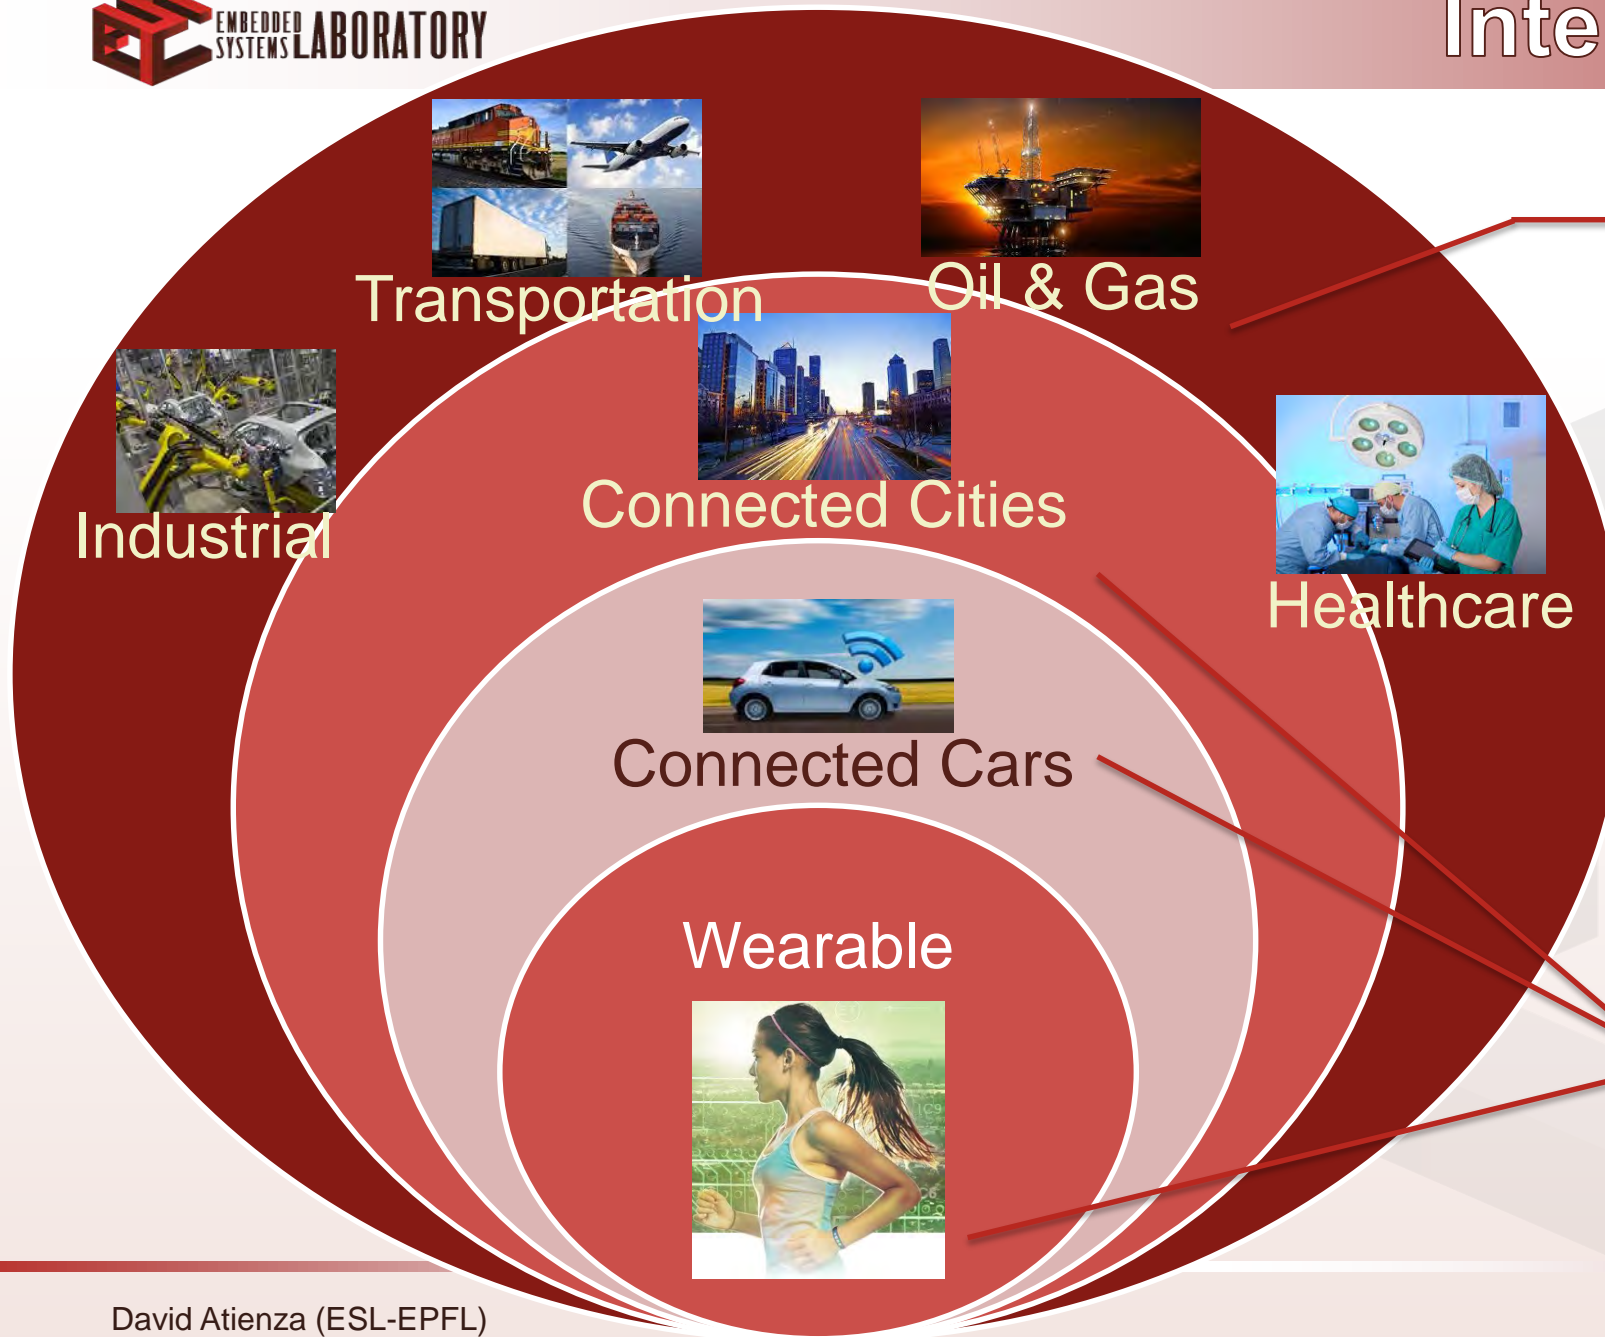 EMBEDDED
SYSTEMS LABORATORY
Inte
Transportation
Oil & Gas
Industrial
Connected Cities
Healthcare
Connected Cars
Wearable
David Atienza (ESL-EPFL)